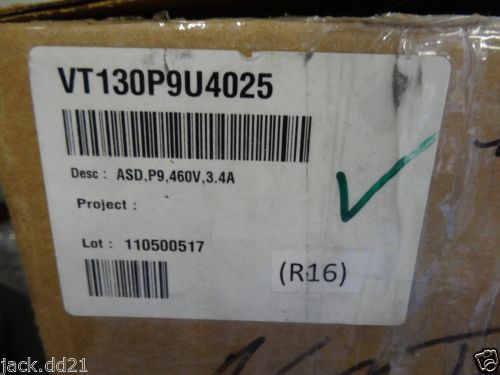 VT130P9U4025
Desc : ASD,P9,460V,3.4A
Project :
Lot : 110500517
(R16)
jack.dd21